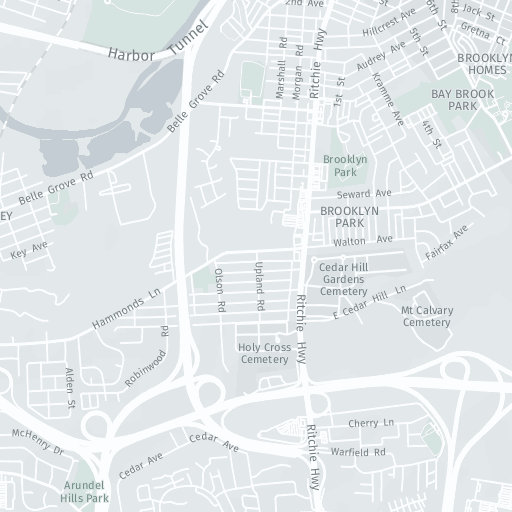 2nd Ave
8th
Jack St
6th St
Hillcrest Ave
Gretna Ct
5th St
Harbor Tunnel
Marshall Rd
Morgan Rd
Ritchie Hwy
Audrey Ave
BROOKLYN
HOMES
1st St
Kramme Ave
BAY BROOK
PARK
Belle Grove Rd
4th St
Brooklyn
Park
Belle Grove Rd
Seward Ave
EY
BROOKLYN
PARK
Key Ave
Walton Ave
Fairfax Ave
Cedar Hill
Gardens
Cemetery
Olson Rd
Upland Rd
Hammonds Ln
Ritchie Hwy
E Cedar Hill Ln
Mt Calvary
Cemetery
Robinwood Rd
Holy Cross
Cemetery
Alden St
Cherry Ln
McHenry Dr
Cedar Ave
Ritchie Hwy
Warfield Rd
Cedar Ave
Arundel
Hills Park